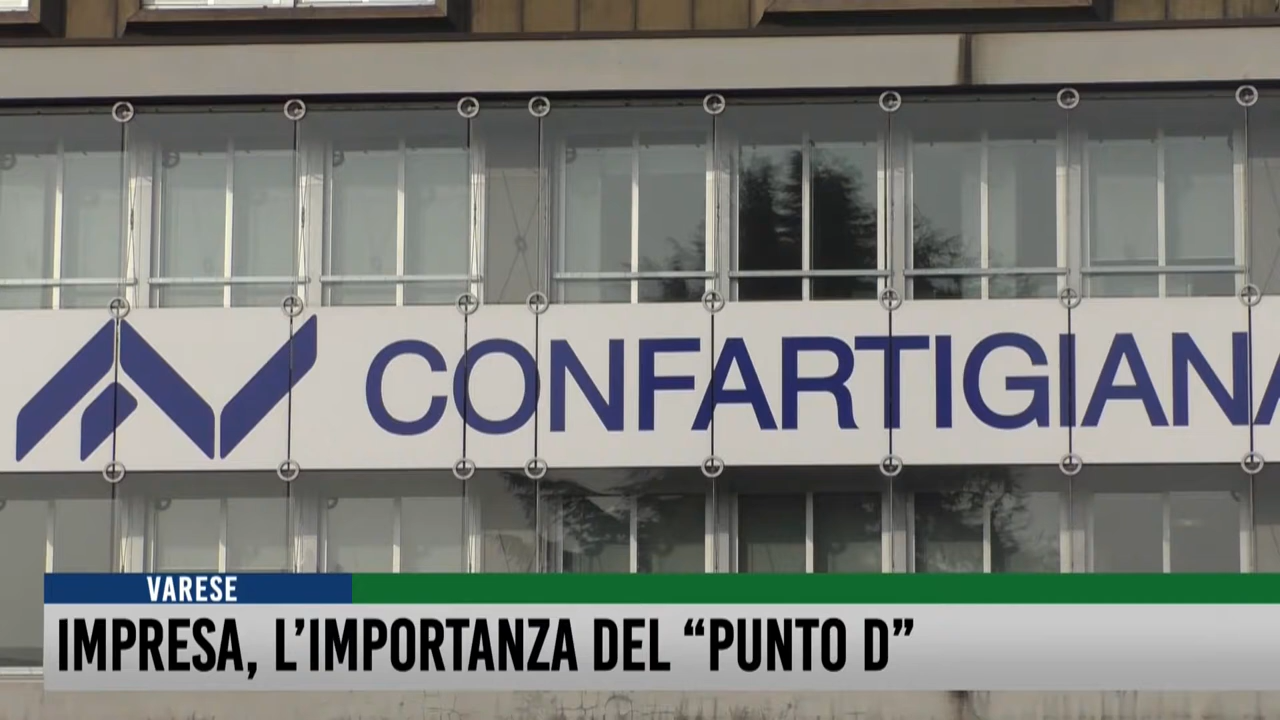 CONFARTIGIANA
VARESE
IMPRESA, L’IMPORTANZA DEL “PUNTO D”